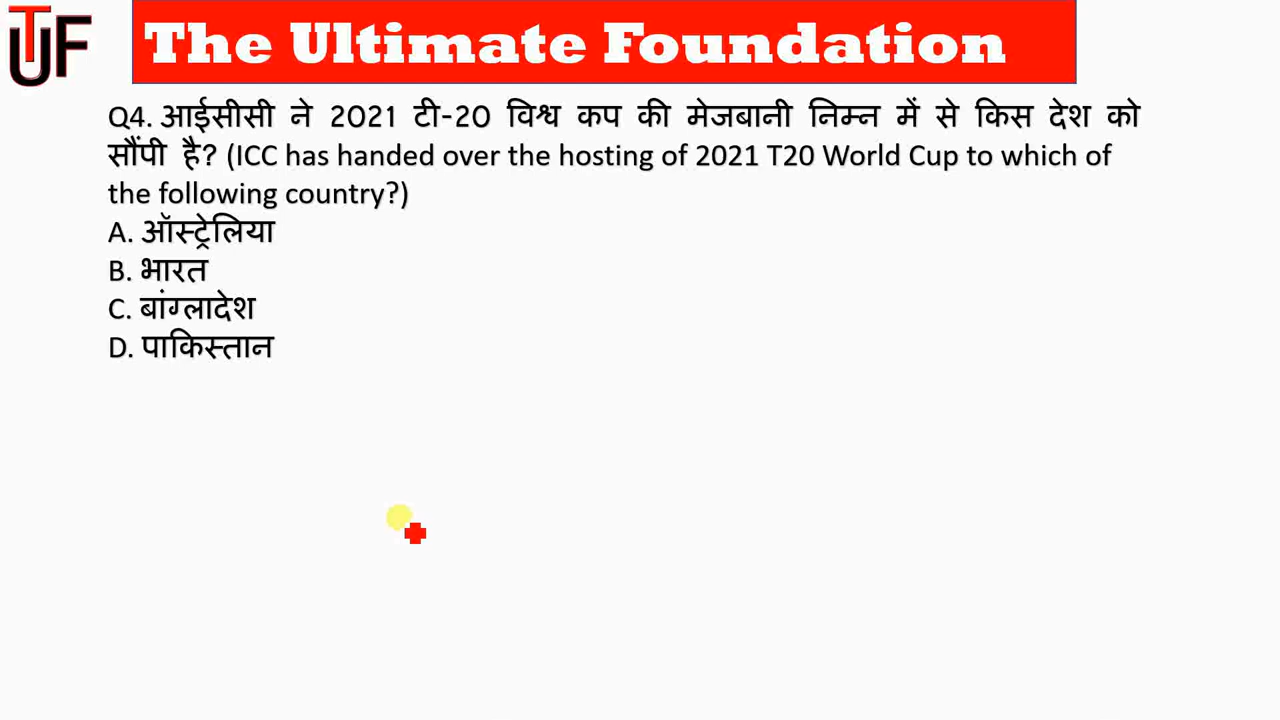 TUF
The Ultimate Foundation
Q4. आईसीसी ने 2021 टी-20 विश्व कप की मेजबानी निम्न में से किस देश को
सौंपी है? (ICC has handed over the hosting of 2021 T20 World Cup to which of
the following country?)
A. ऑस्ट्रेलिया
B. भारत
C. बांग्लादेश
D. पाकिस्तान